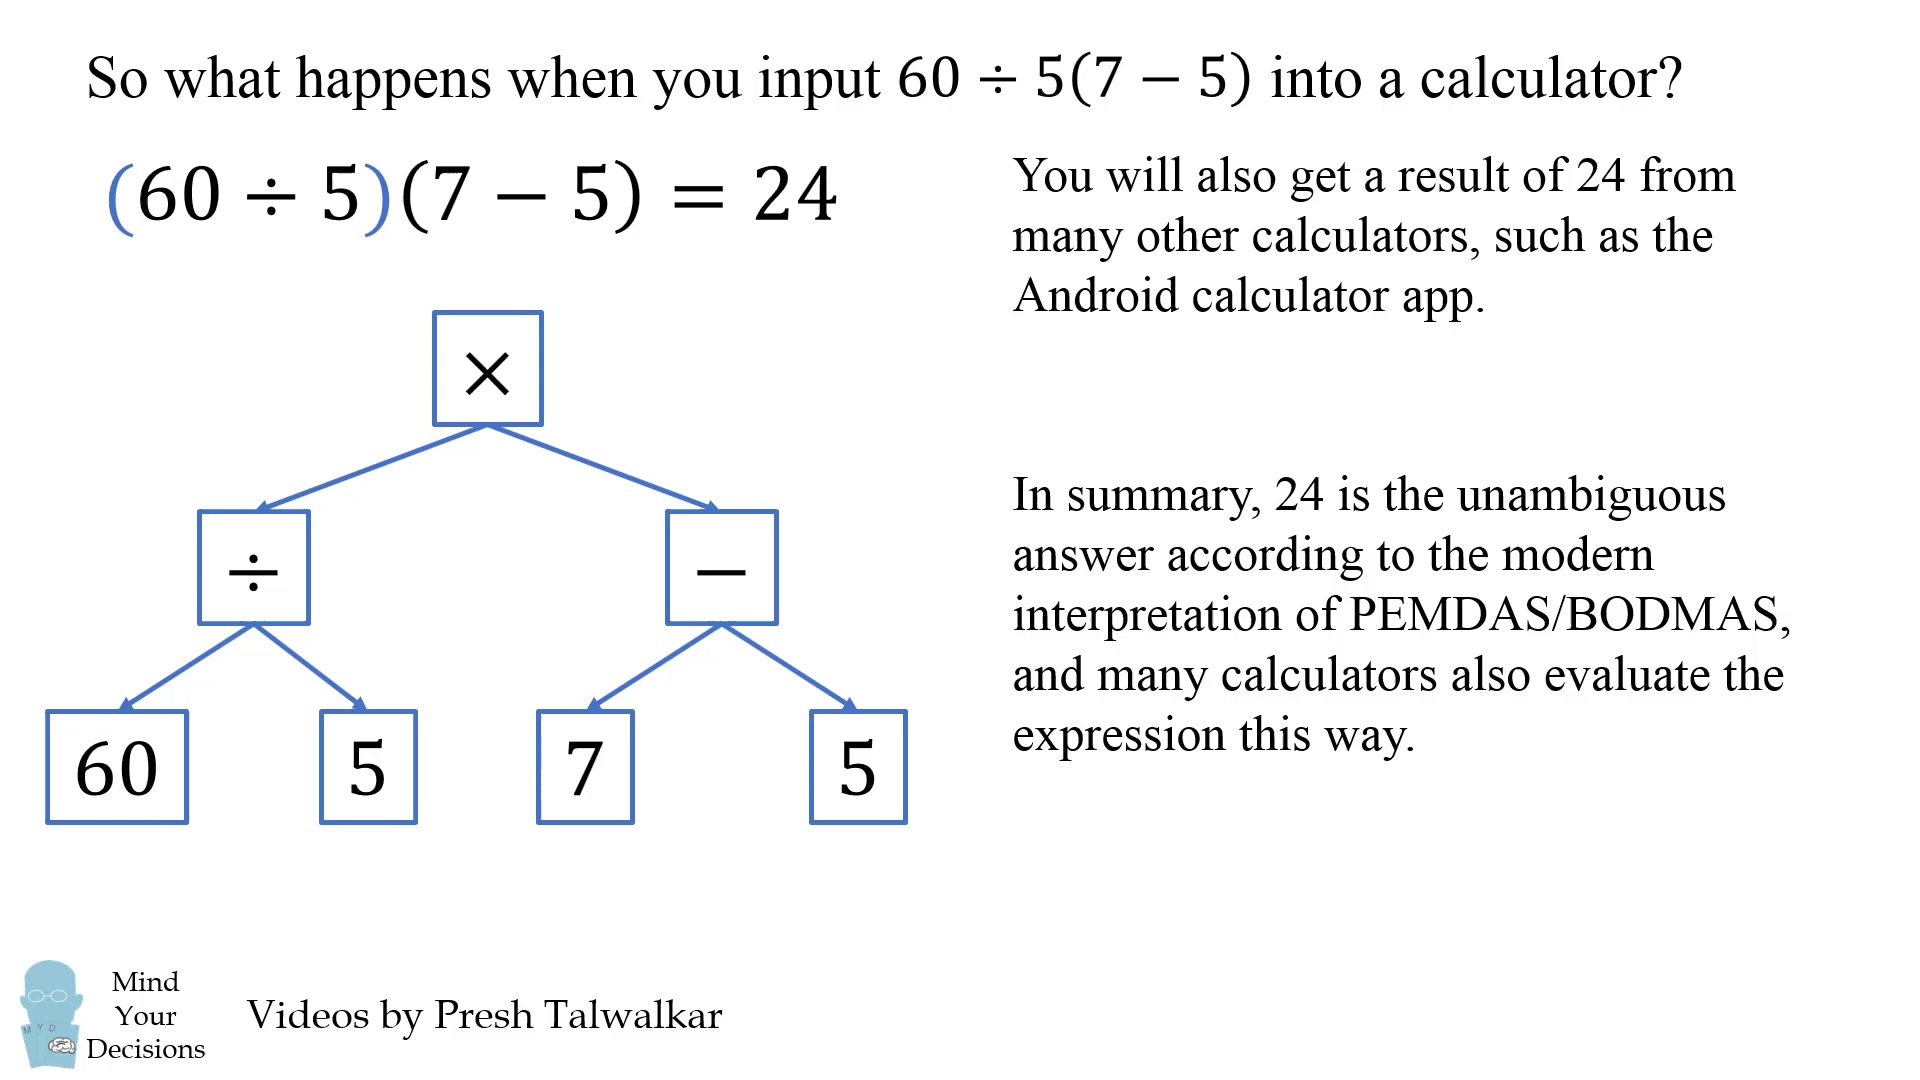 So what happens when you input 60 ÷ 5(7 − 5) into a calculator?
(60 ÷ 5)(7 − 5) = 24
You will also get a result of 24 from
many other calculators, such as the
Android calculator app.
×
÷ −
60 5 7 5
In summary, 24 is the unambiguous
answer according to the modern
interpretation of PEMDAS/BODMAS,
and many calculators also evaluate the
expression this way.
M Y D
Mind
Your
Decisions
Videos by Presh Talwalkar